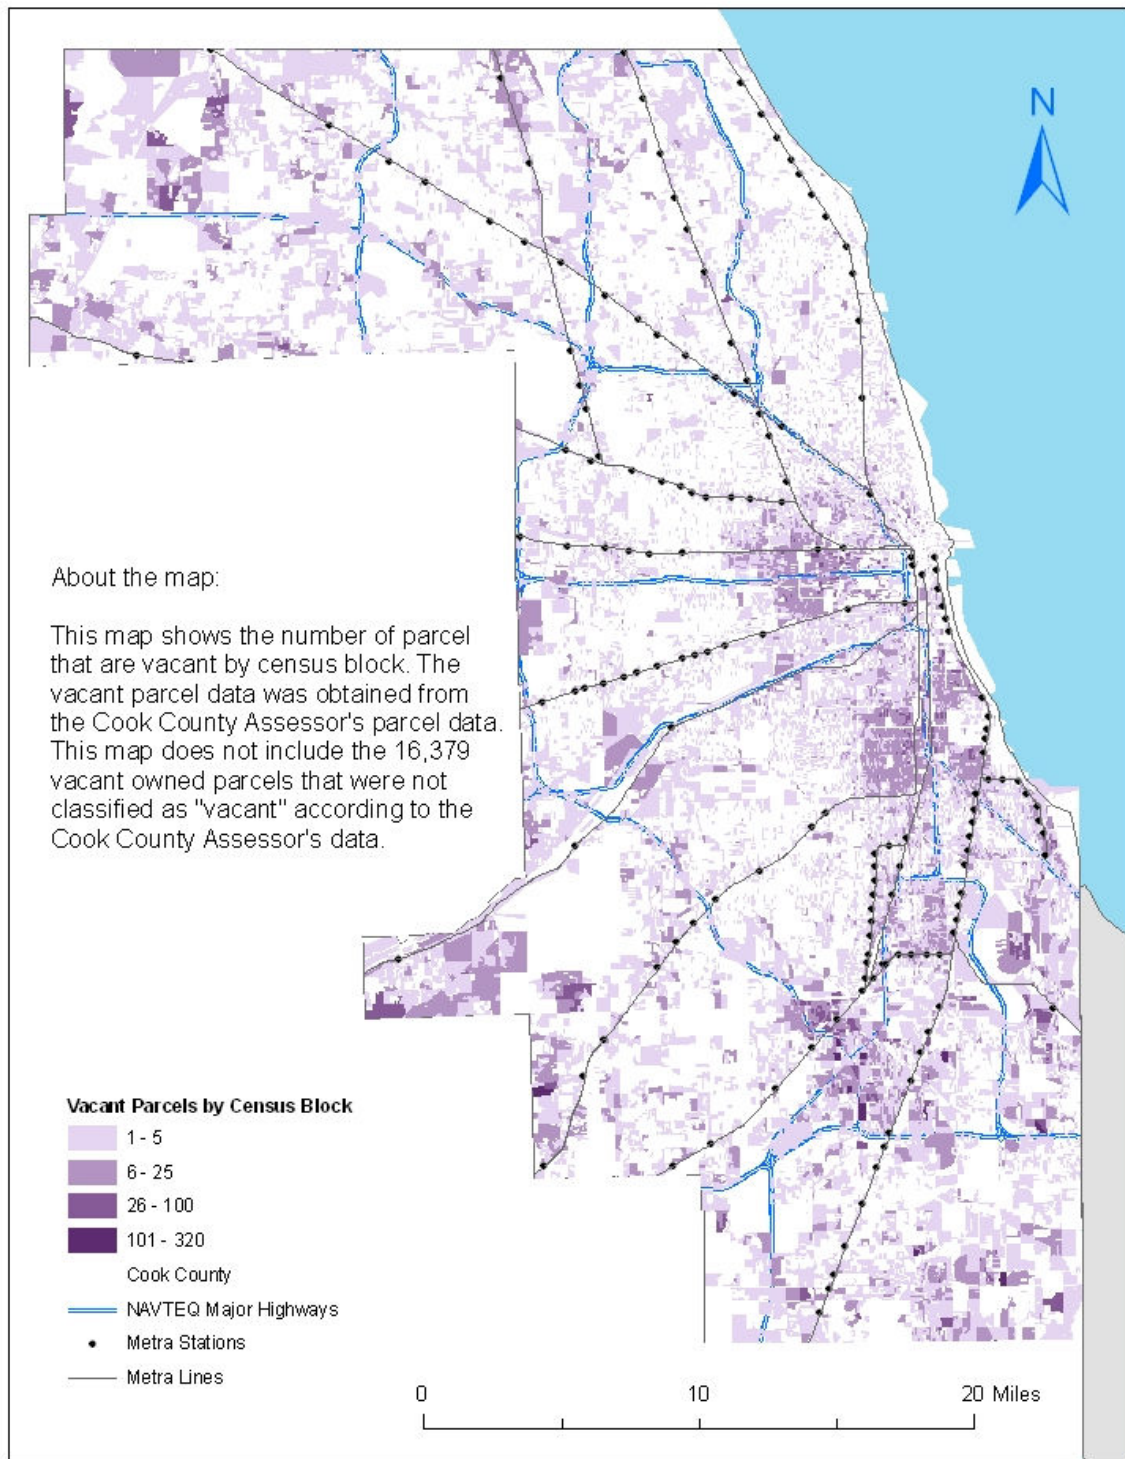 N
About the map:
This map shows the number of parcel
that are vacant by census block. The
vacant parcel data was obtained from
the Cook County Assessor's parcel data.
This map does not include the 16,379
vacant owned parcels that were not
classified as "vacant" according to the
Cook County Assessor's data.
Vacant Parcels by Census Block
1 - 5
6 - 25
26 - 100
101 - 320
Cook County
NAVTEQ Major Highways
Metra Stations
Metra Lines
0 10 20 Miles